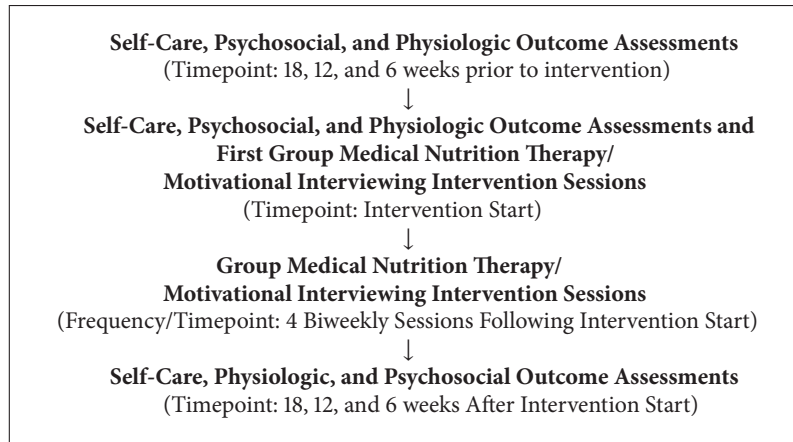 Self-Care, Psychosocial, and Physiologic Outcome Assessments
(Timepoint: 18, 12, and 6 weeks prior to intervention)
↓
Self-Care, Psychosocial, and Physiologic Outcome Assessments and
First Group Medical Nutrition Therapy/
Motivational Interviewing Intervention Sessions
(Timepoint: Intervention Start)
↓
Group Medical Nutrition Therapy/
Motivational Interviewing Intervention Sessions
(Frequency/Timepoint: 4 Biweekly Sessions Following Intervention Start)
↓
Self-Care, Physiologic, and Psychosocial Outcome Assessments
(Timepoint: 18, 12, and 6 weeks After Intervention Start)